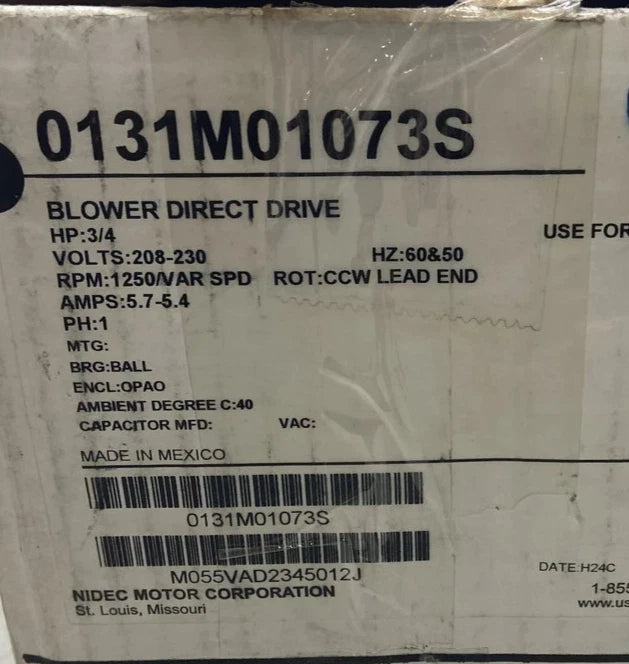 0131M01073S
BLOWER DIRECT DRIVE
HP:3/4
USE FOR
VOLTS:208-230 HZ:60&50
RPM:1250/VAR SPD ROT:CCW LEAD END
AMPS:5.7-5.4
PH:1
MTG:
BRG:BALL
ENCL:OPAO
AMBIENT DEGREE C:40
CAPACITOR MFD: VAC:
MADE IN MEXICO
0131M01073S
M055VAD2345012J
DATE:H24C
NIDEC MOTOR CORPORATION
1-855
St. Louis, Missouri
www.us